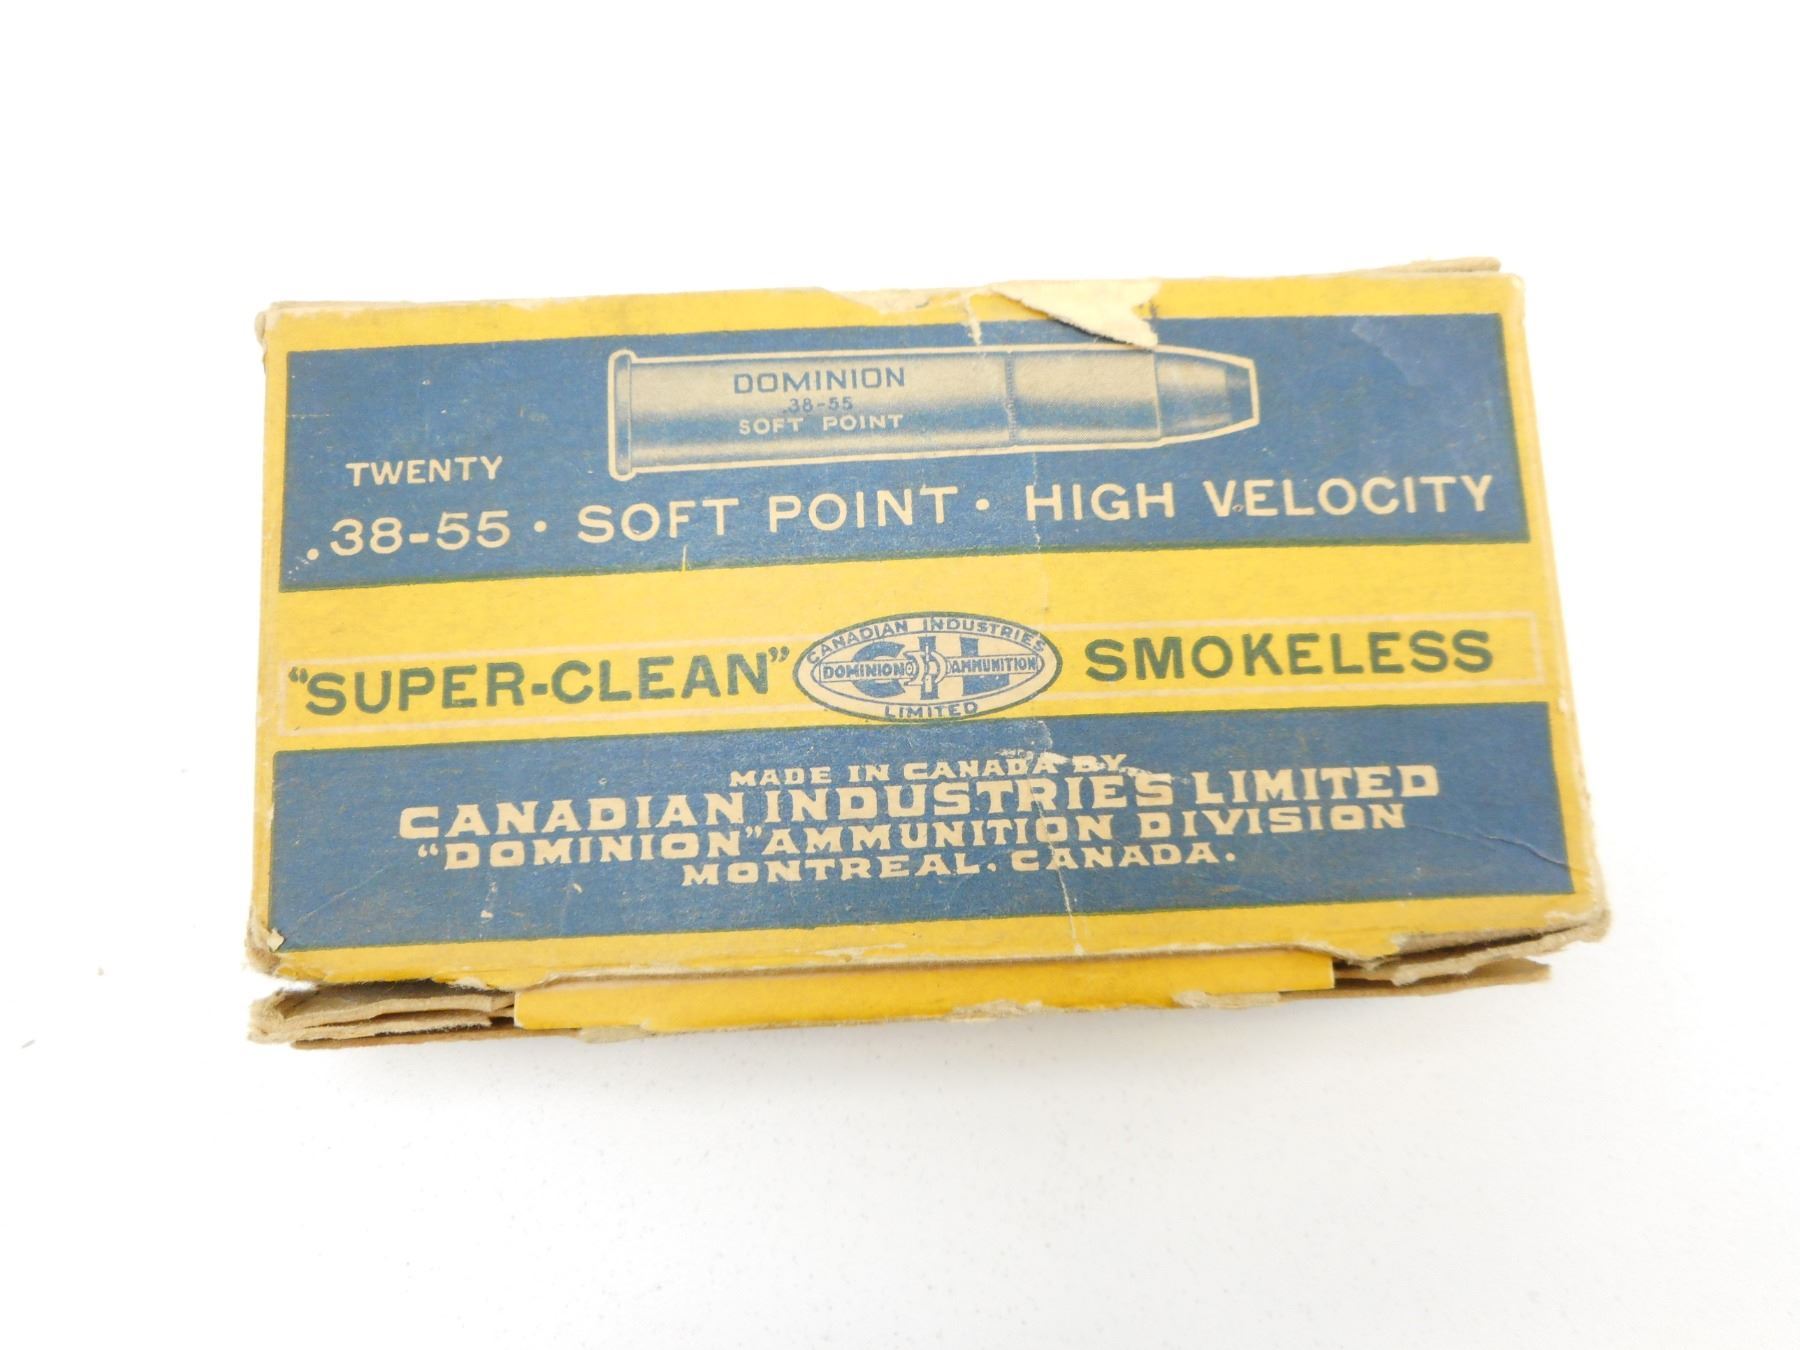 DOMINION
.38-55
SOFT POINT
TWENTY
.38-55 • SOFT POINT • HIGH VELOCITY
"SUPER-CLEAN"
CANADIAN INDUSTRIES
CIL
DOMINION AMMUNITION
LIMITED
SMOKELESS
MADE IN CANADA BY
CANADIAN INDUSTRIES LIMITED
"DOMINION" AMMUNITION DIVISION
MONTREAL. CANADA.